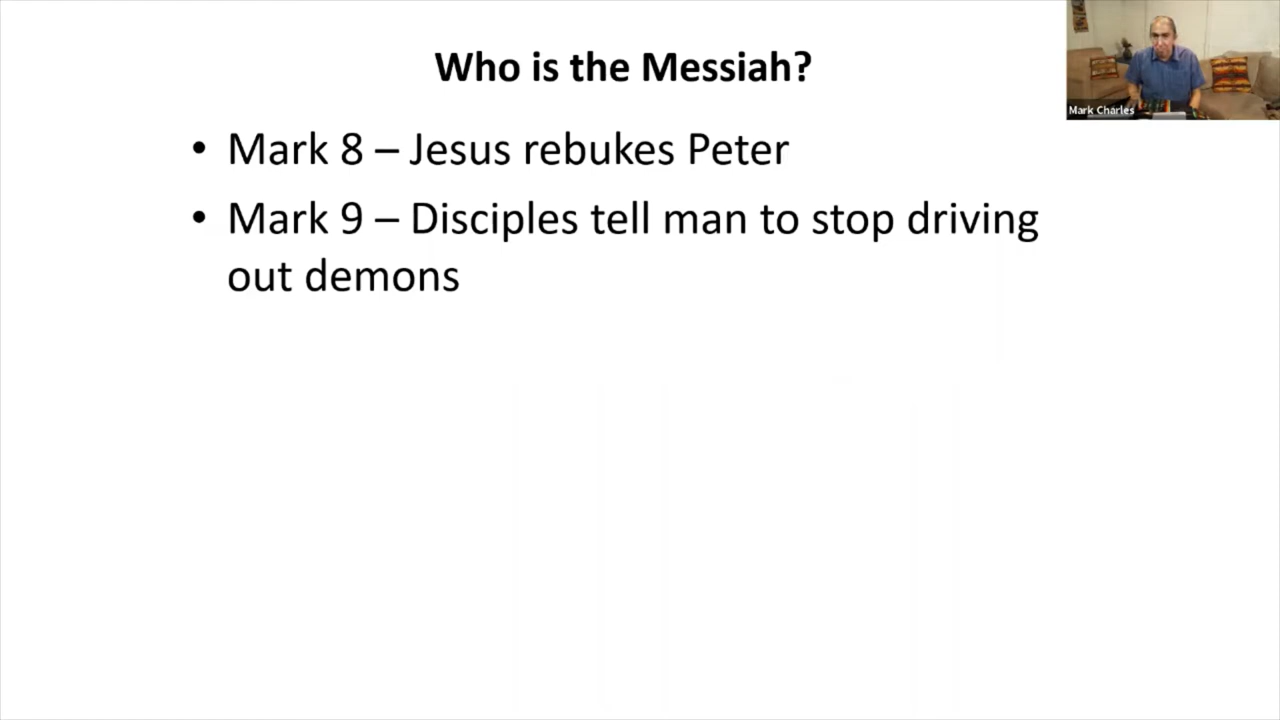 Who is the Messiah?
Mark Charles
• Mark 8 – Jesus rebukes Peter
• Mark 9 – Disciples tell man to stop driving
out demons